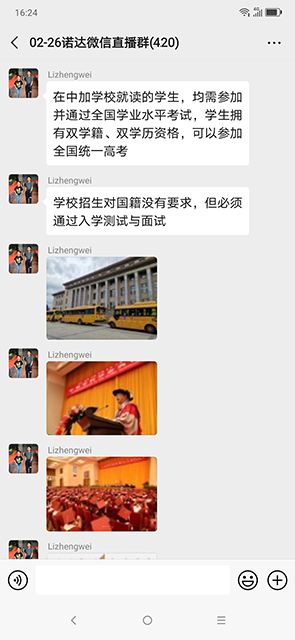 16:24
02-26诺达微信直播群(420)
Lizhengwei
在中加学校就读的学生，均需参加
并通过全国学业水平考试，学生拥
有双学籍、双学历资格，可以参加
全国统一高考
Lizhengwei
学校招生对国籍没有要求，但必须
通过入学测试与面试
Lizhengwei
Lizhengwei
Lizhengwei
Lizhengwei